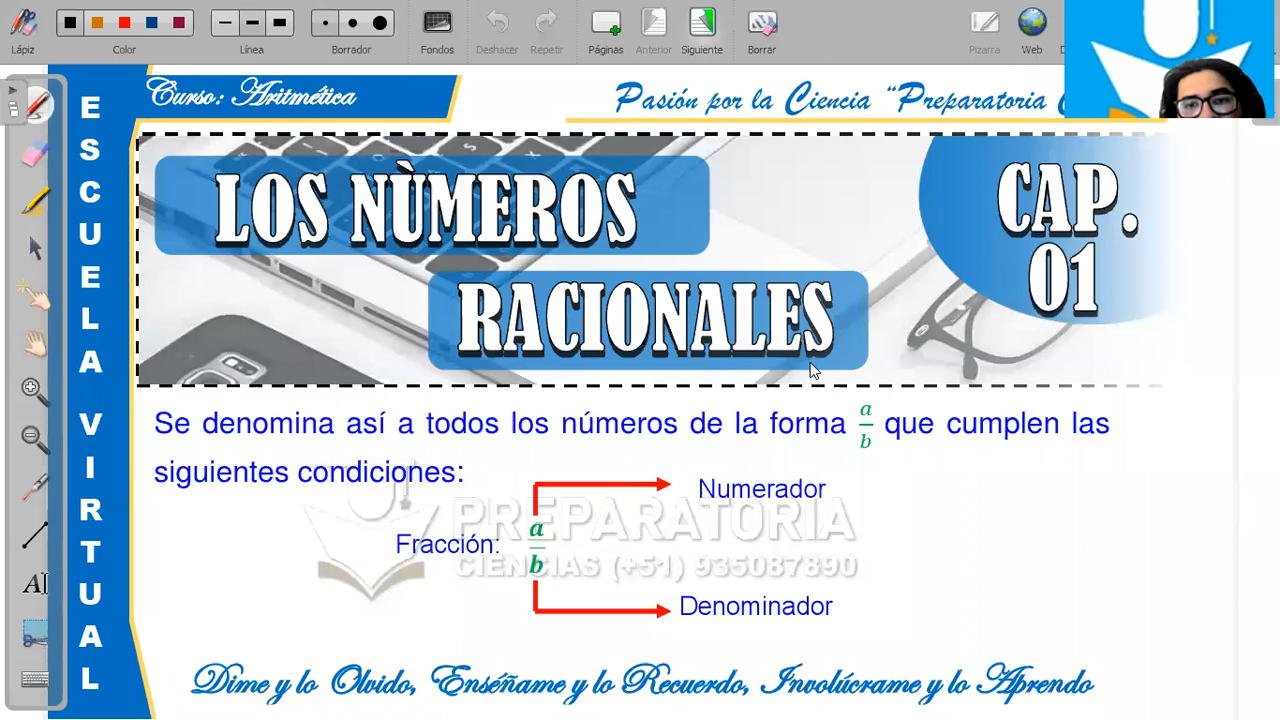 Lápiz
Color
Línea
Borrador
Fondos
Deshacer
Repetir
Páginas
Anterior
Siguiente
Borrar
Pizarra
Web
Curso: Aritmética
Pasión por la Ciencia “Preparatoria
ESCUELA VIRTUAL
LOS NÙMEROS
RACIONALES
CAP.
01
Se denomina así a todos los números de la forma a/b que cumplen las
siguientes condiciones:
Numerador
Fracción: a/b
Denominador
PREPARATORIA
CIENCIAS (+51) 935087890
AI
Dime y lo Olvido, Enséñame y lo Recuerdo, Involúcrame y lo Aprendo